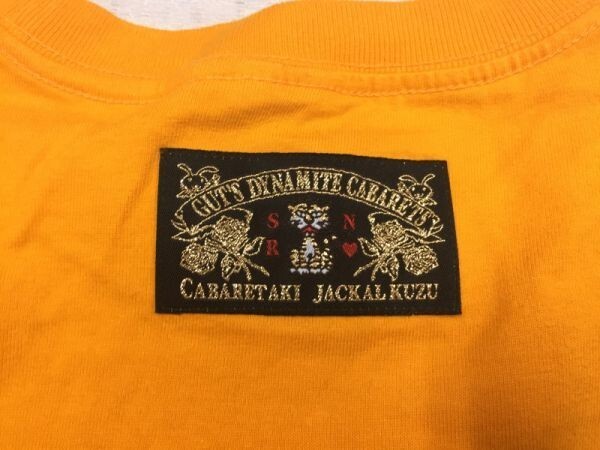 GUT'S DYNAMITE CABARETS
S N
R ♥
CABARETAKI JACKAL KUZU